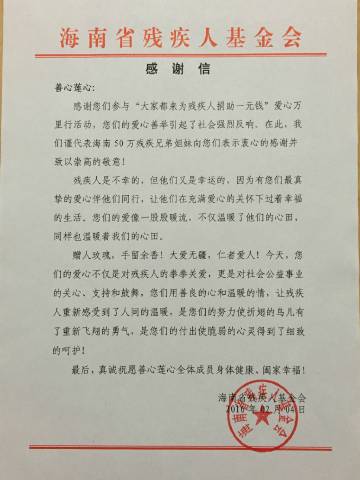 海南省残疾人基金会
感谢信
善心莲心:
感谢您们参与“大家都来为残疾人捐助一元钱”爱心万
里行活动,您们的爱心善举引起了社会强烈反响。在此,我
们谨代表海南50万残疾兄弟姐妹向您们表示衷心的感谢并
致以崇高的敬意!
残疾人是不幸的,但他们又是幸运的,因为有您们最真
挚的爱心伴他们同行,让他们在充满爱心的关怀下过着幸福
的生活。您们的爱像一股股暖流,不仅温暖了他们的心田,
同样也温暖着我们的心田。
赠人玫瑰,手留余香!大爱无疆,仁者爱人!今天,您
们的爱心不仅是对残疾人的拳拳关爱,更是对社会公益事业
的关心、支持和鼓舞,您们用善良的心和温暖的情,让残疾
人重新感受到了人间的温暖,是您们的努力使折翅的鸟儿有
了重新飞翔的勇气,是您们的付出使脆弱的心灵得到了细致
的呵护!
最后,真诚祝愿善心莲心全体成员身体健康、阖家幸福!
海南省残疾人基金会
2016年02月04日
海南省残疾人基金会